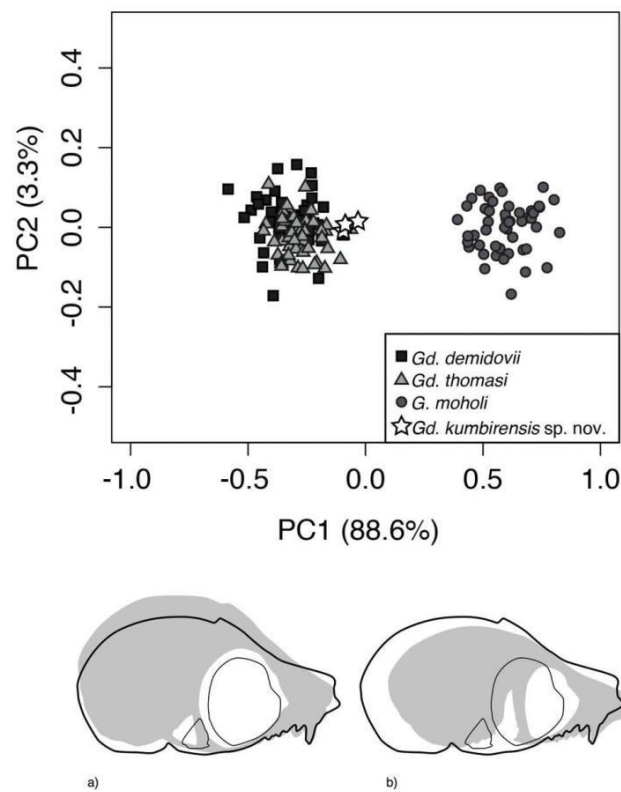 0.4
0.2
0.0
-0.2
-0.4
PC2 (3.3%)
Gd. demidovii
Gd. thomasi
G. moholi
Gd. kumbirensis sp. nov.
-1.0 -0.5 0.0 0.5 1.0
PC1 (88.6%)
a) b)